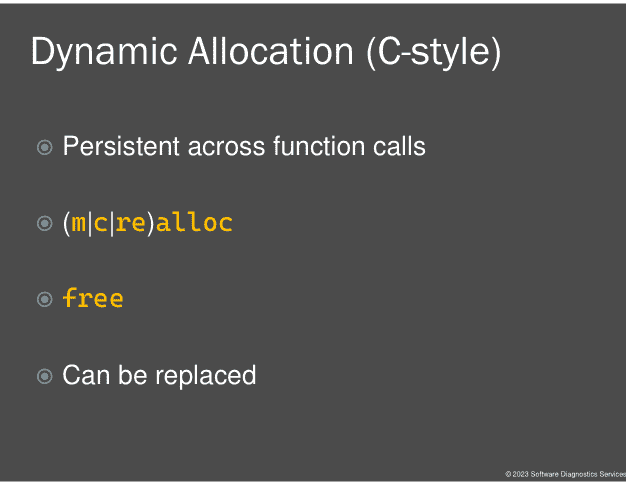 Dynamic Allocation (C-style)
Persistent across function calls
(m|c|re)alloc
free
Can be replaced
© 2023 Software Diagnostics Services